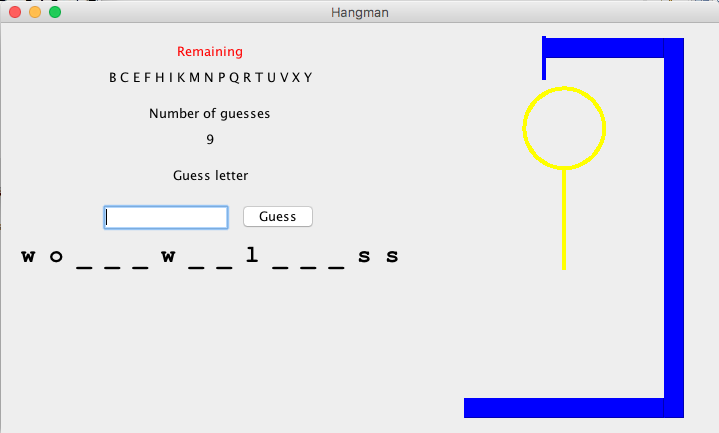 Hangman
Remaining
B C E F H I K M N P Q R T U V X Y
Number of guesses
9
Guess letter
Guess
w o _ _ _ w _ _ l _ _ _ s s